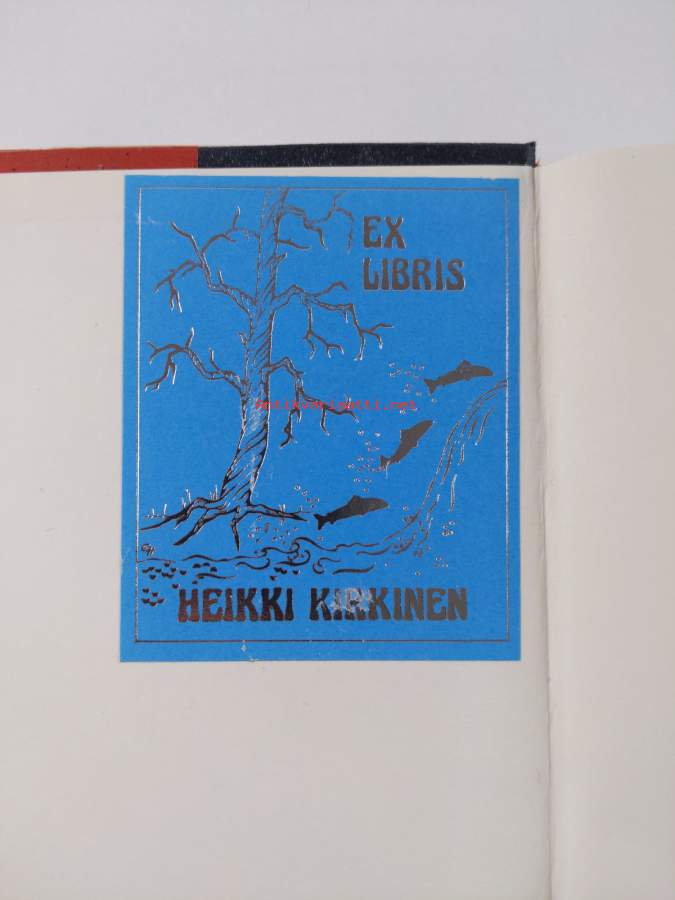 EX
LIBRIS
antikvariaatti.net
HEIKKI KIRKINEN